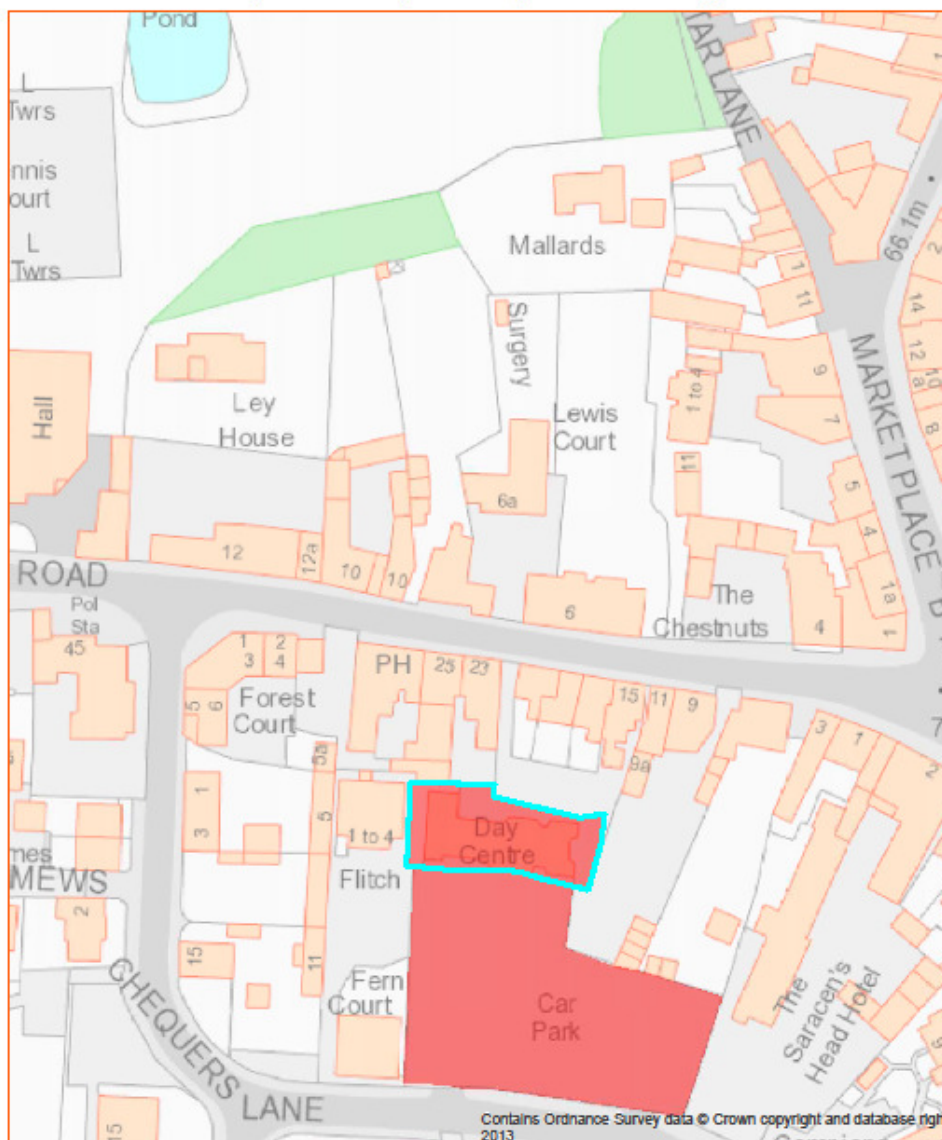 Pond
TAR LANE
L
Twrs
nnis
ourt
L
Twrs
66.1m
Mallards
2
1
11
14
12
a
10
8
Surgery
MARKET PLACE
9
7
1 to 4
Hall
Ley
House
Lewis
Court
11
5
4
1a
1
6a
12
12a
10
10
ROAD
6
The
Chestnuts
4
Pol
Sta
45
1
3
2
4
PH
25
23
15
11
9
3
1
2
5
6
Forest
Court
5a
9a
1
3
5
1 to 4
Day
Centre
mes
MEWS
Flitch
2
15
11
Fern
Court
Car
Park
The
Saracen's
Head Hotel
CHEQUERS LANE
15
Contains Ordnance Survey data © Crown copyright and database righ
2013